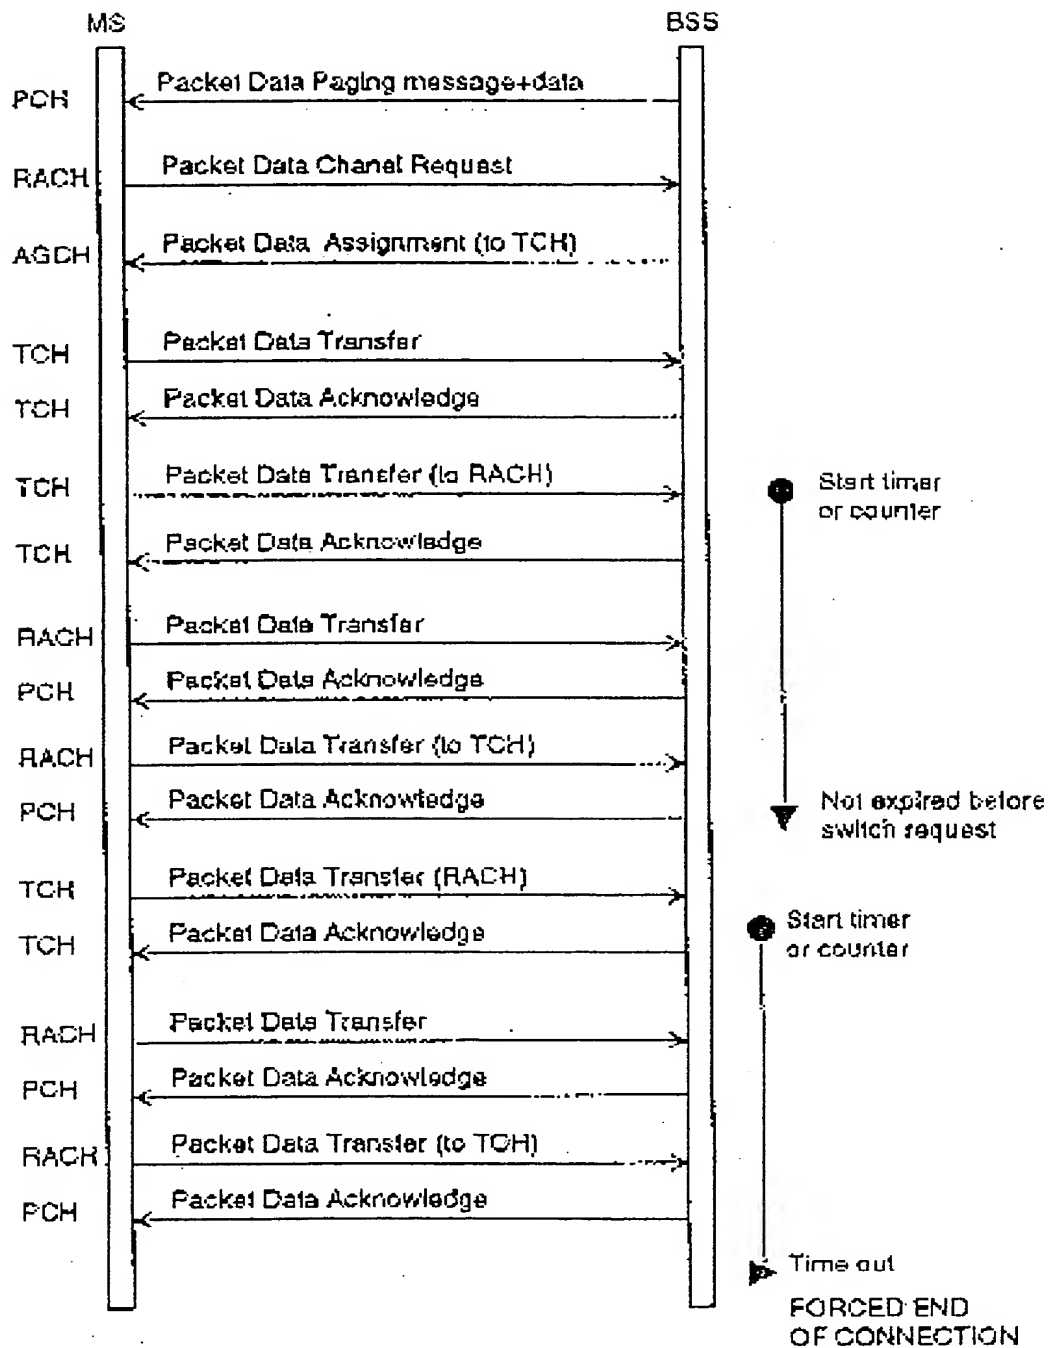 MS
BSS
Packet Data Paging message+data
PCH
Packet Data Chanel Request
RACH
Packet Data Assignment (to TCH)
AGCH
Packet Data Transfer
TCH
Packet Data Acknowledge
TCH
Packet Data Transfer (to RACH)
TCH
Start timer
or counter
Packet Data Acknowledge
TCH
Packet Data Transfer
RACH
Packet Data Acknowledge
PCH
Packet Data Transfer (to TCH)
RACH
Packet Data Acknowledge
PCH
Not expired before
switch request
Packet Data Transfer (RACH)
TCH
Packet Data Acknowledge
TCH
Start timer
or counter
Packet Data Transfer
RACH
Packet Data Acknowledge
PCH
Packet Data Transfer (to TCH)
RACH
Packet Data Acknowledge
PCH
Time out
FORCED END
OF CONNECTION